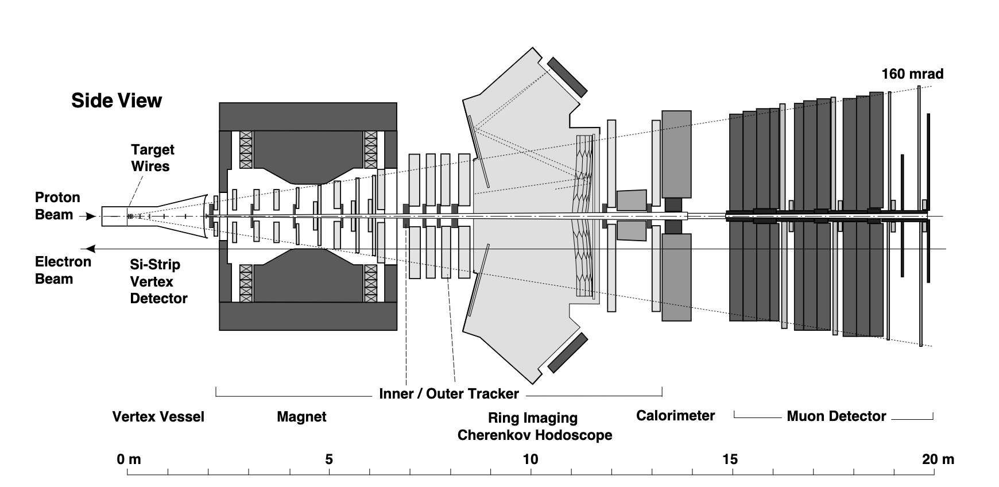 160 mrad
Side View
Target
Wires
Proton
Beam
Electron
Beam
Si-Strip
Vertex
Detector
Inner / Outer Tracker
Vertex Vessel
Magnet
Ring Imaging
Cherenkov Hodoscope
Calorimeter
Muon Detector
0 m 5 10 15 20 m